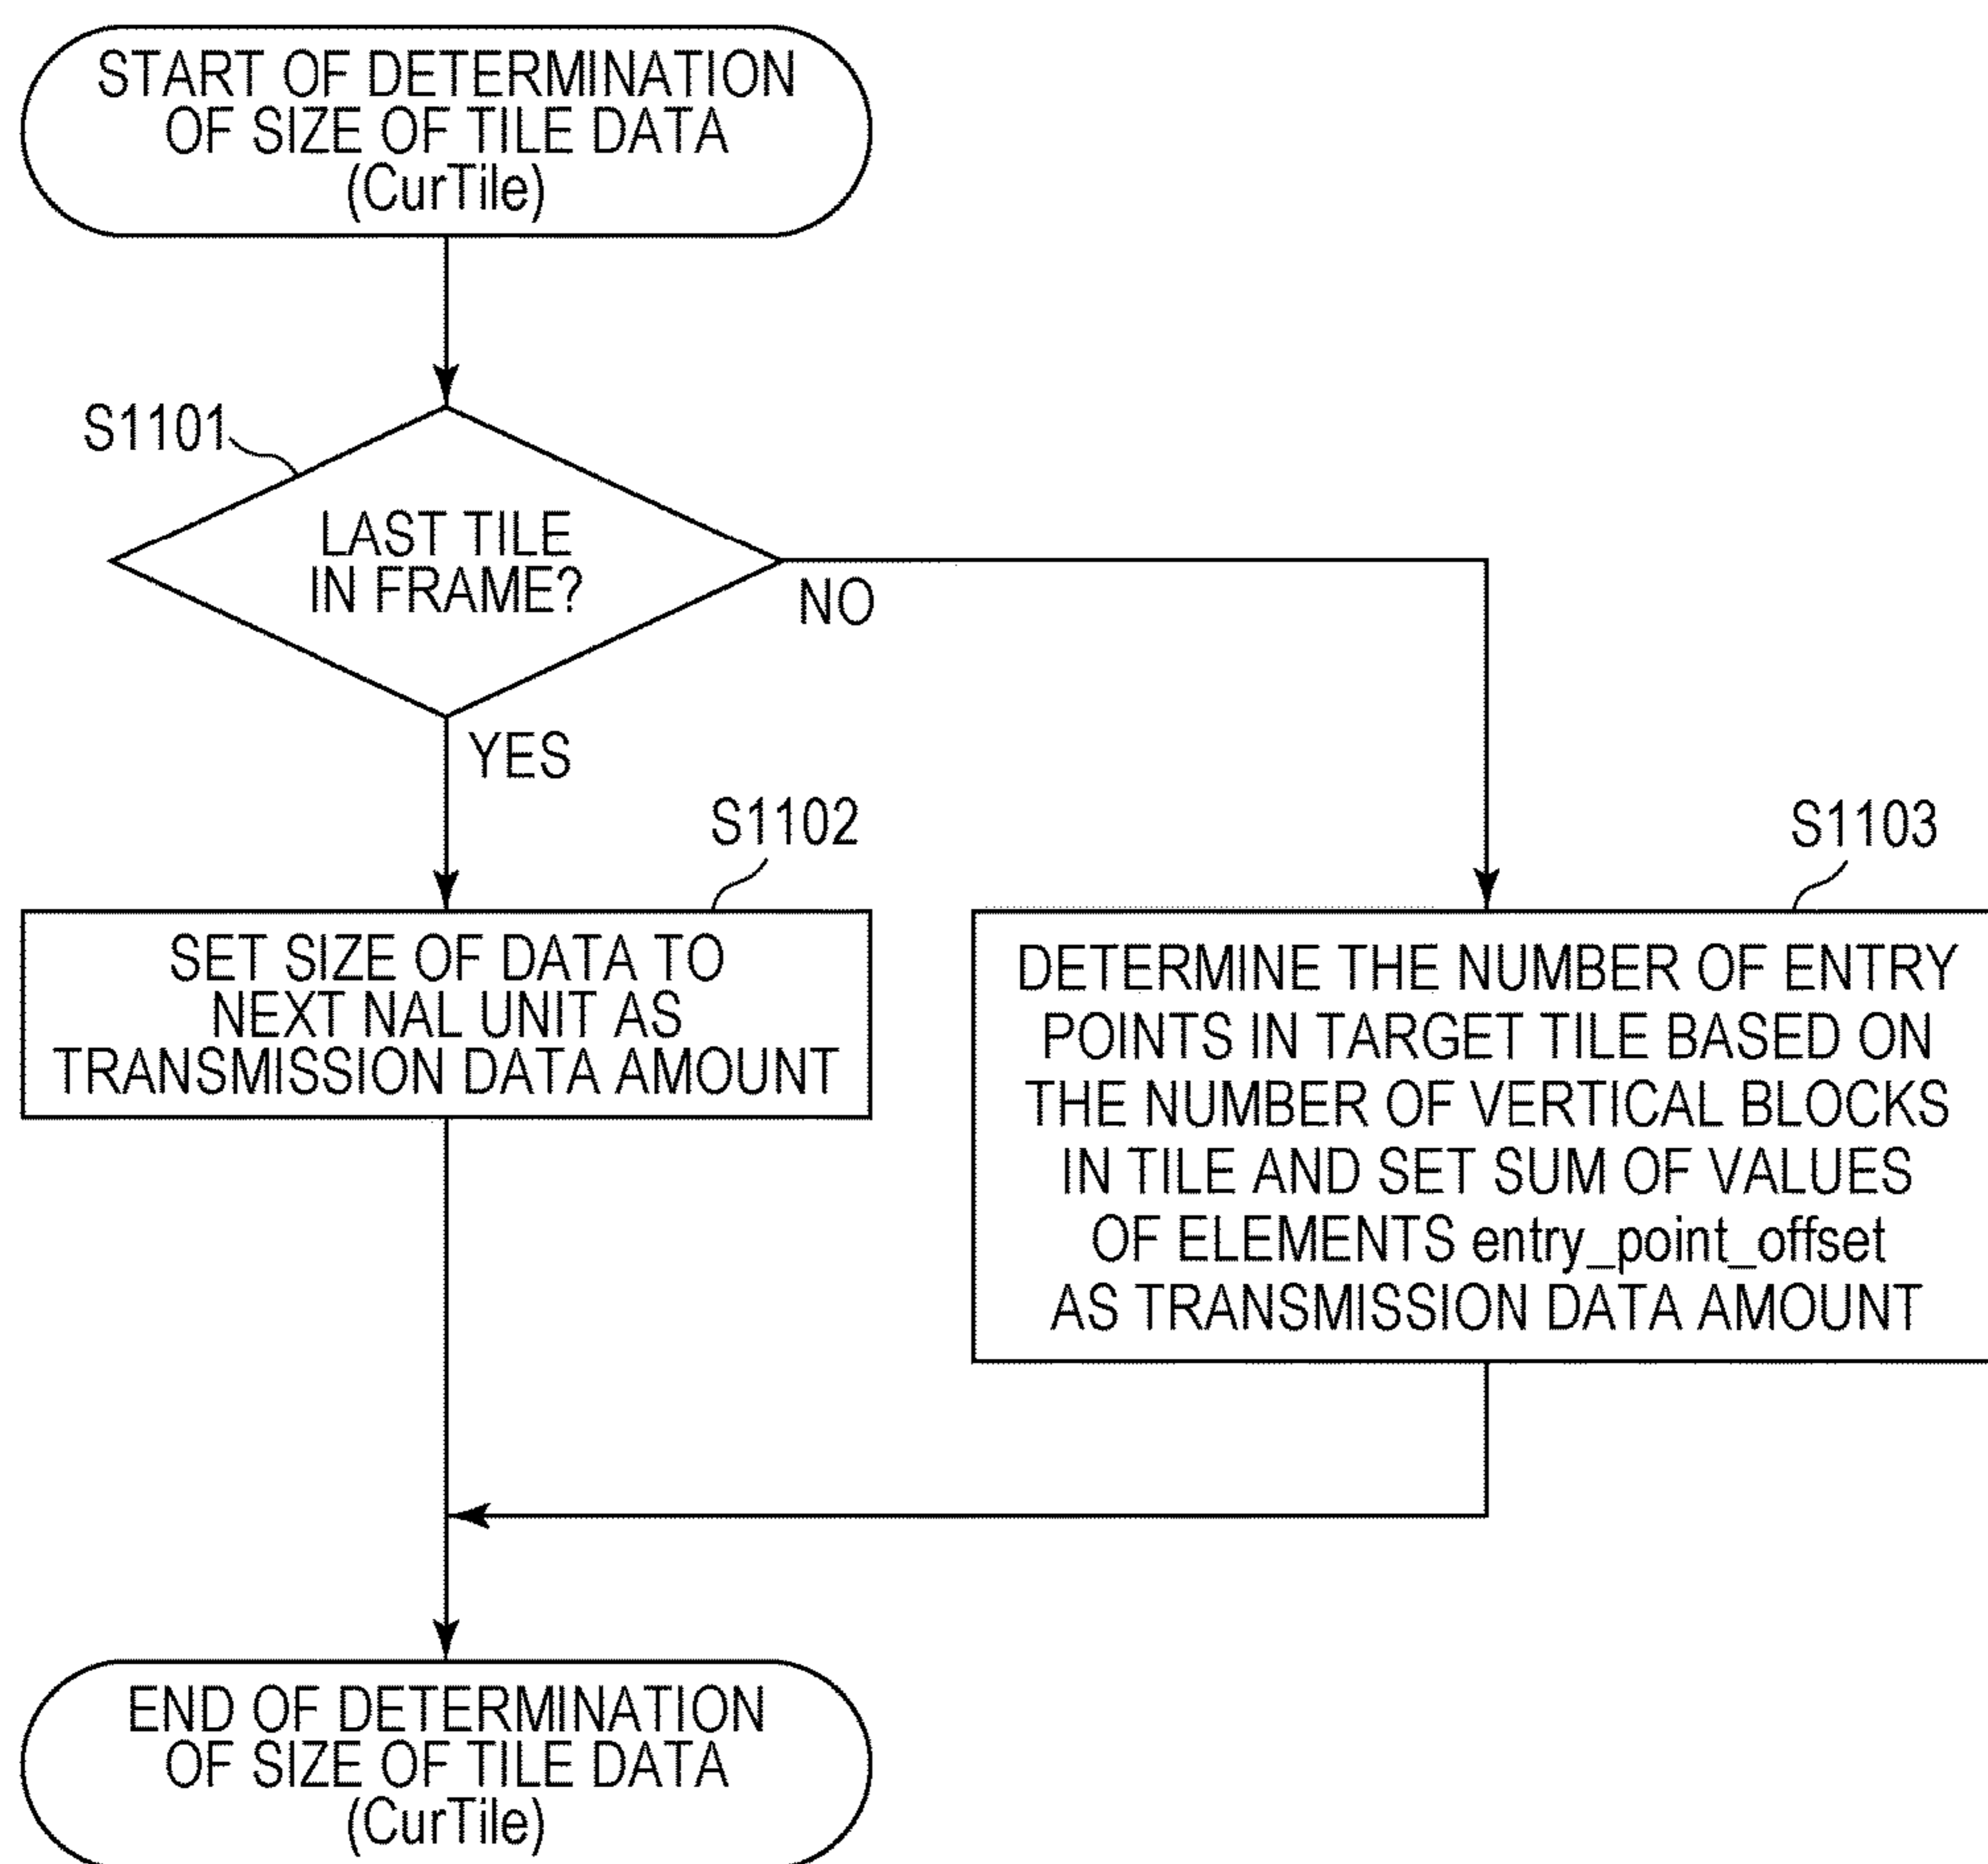 START OF DETERMINATION
OF SIZE OF TILE DATA
(CurTile)
S1101
LAST TILE
IN FRAME?
NO
YES
S1102
SET SIZE OF DATA TO
NEXT NAL UNIT AS
TRANSMISSION DATA AMOUNT
S1103
DETERMINE THE NUMBER OF ENTRY
POINTS IN TARGET TILE BASED ON
THE NUMBER OF VERTICAL BLOCKS
IN TILE AND SET SUM OF VALUES
OF ELEMENTS entry_point_offset
AS TRANSMISSION DATA AMOUNT
END OF DETERMINATION
OF SIZE OF TILE DATA
(CurTile)